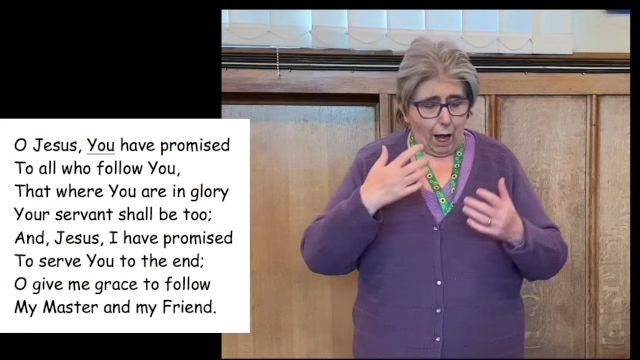 O Jesus, You have promised
To all who follow You,
That where You are in glory
Your servant shall be too;
And, Jesus, I have promised
To serve You to the end;
O give me grace to follow
My Master and my Friend.